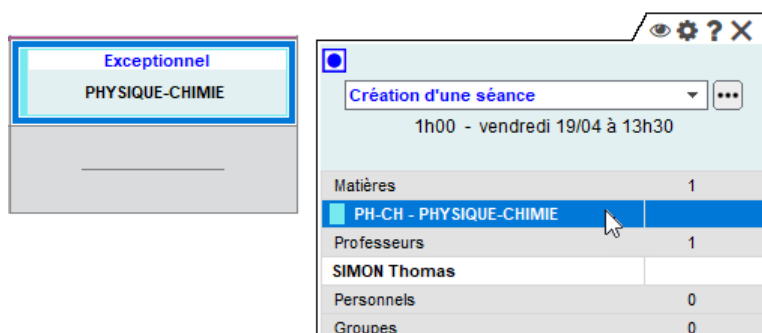 Exceptionnel
PHYSIQUE-CHIMIE
Création d'une séance
1h00 - vendredi 19/04 à 13h30
Matières 1
PH-CH - PHYSIQUE-CHIMIE
Professeurs 1
SIMON Thomas
Personnels 0
Groupes 0